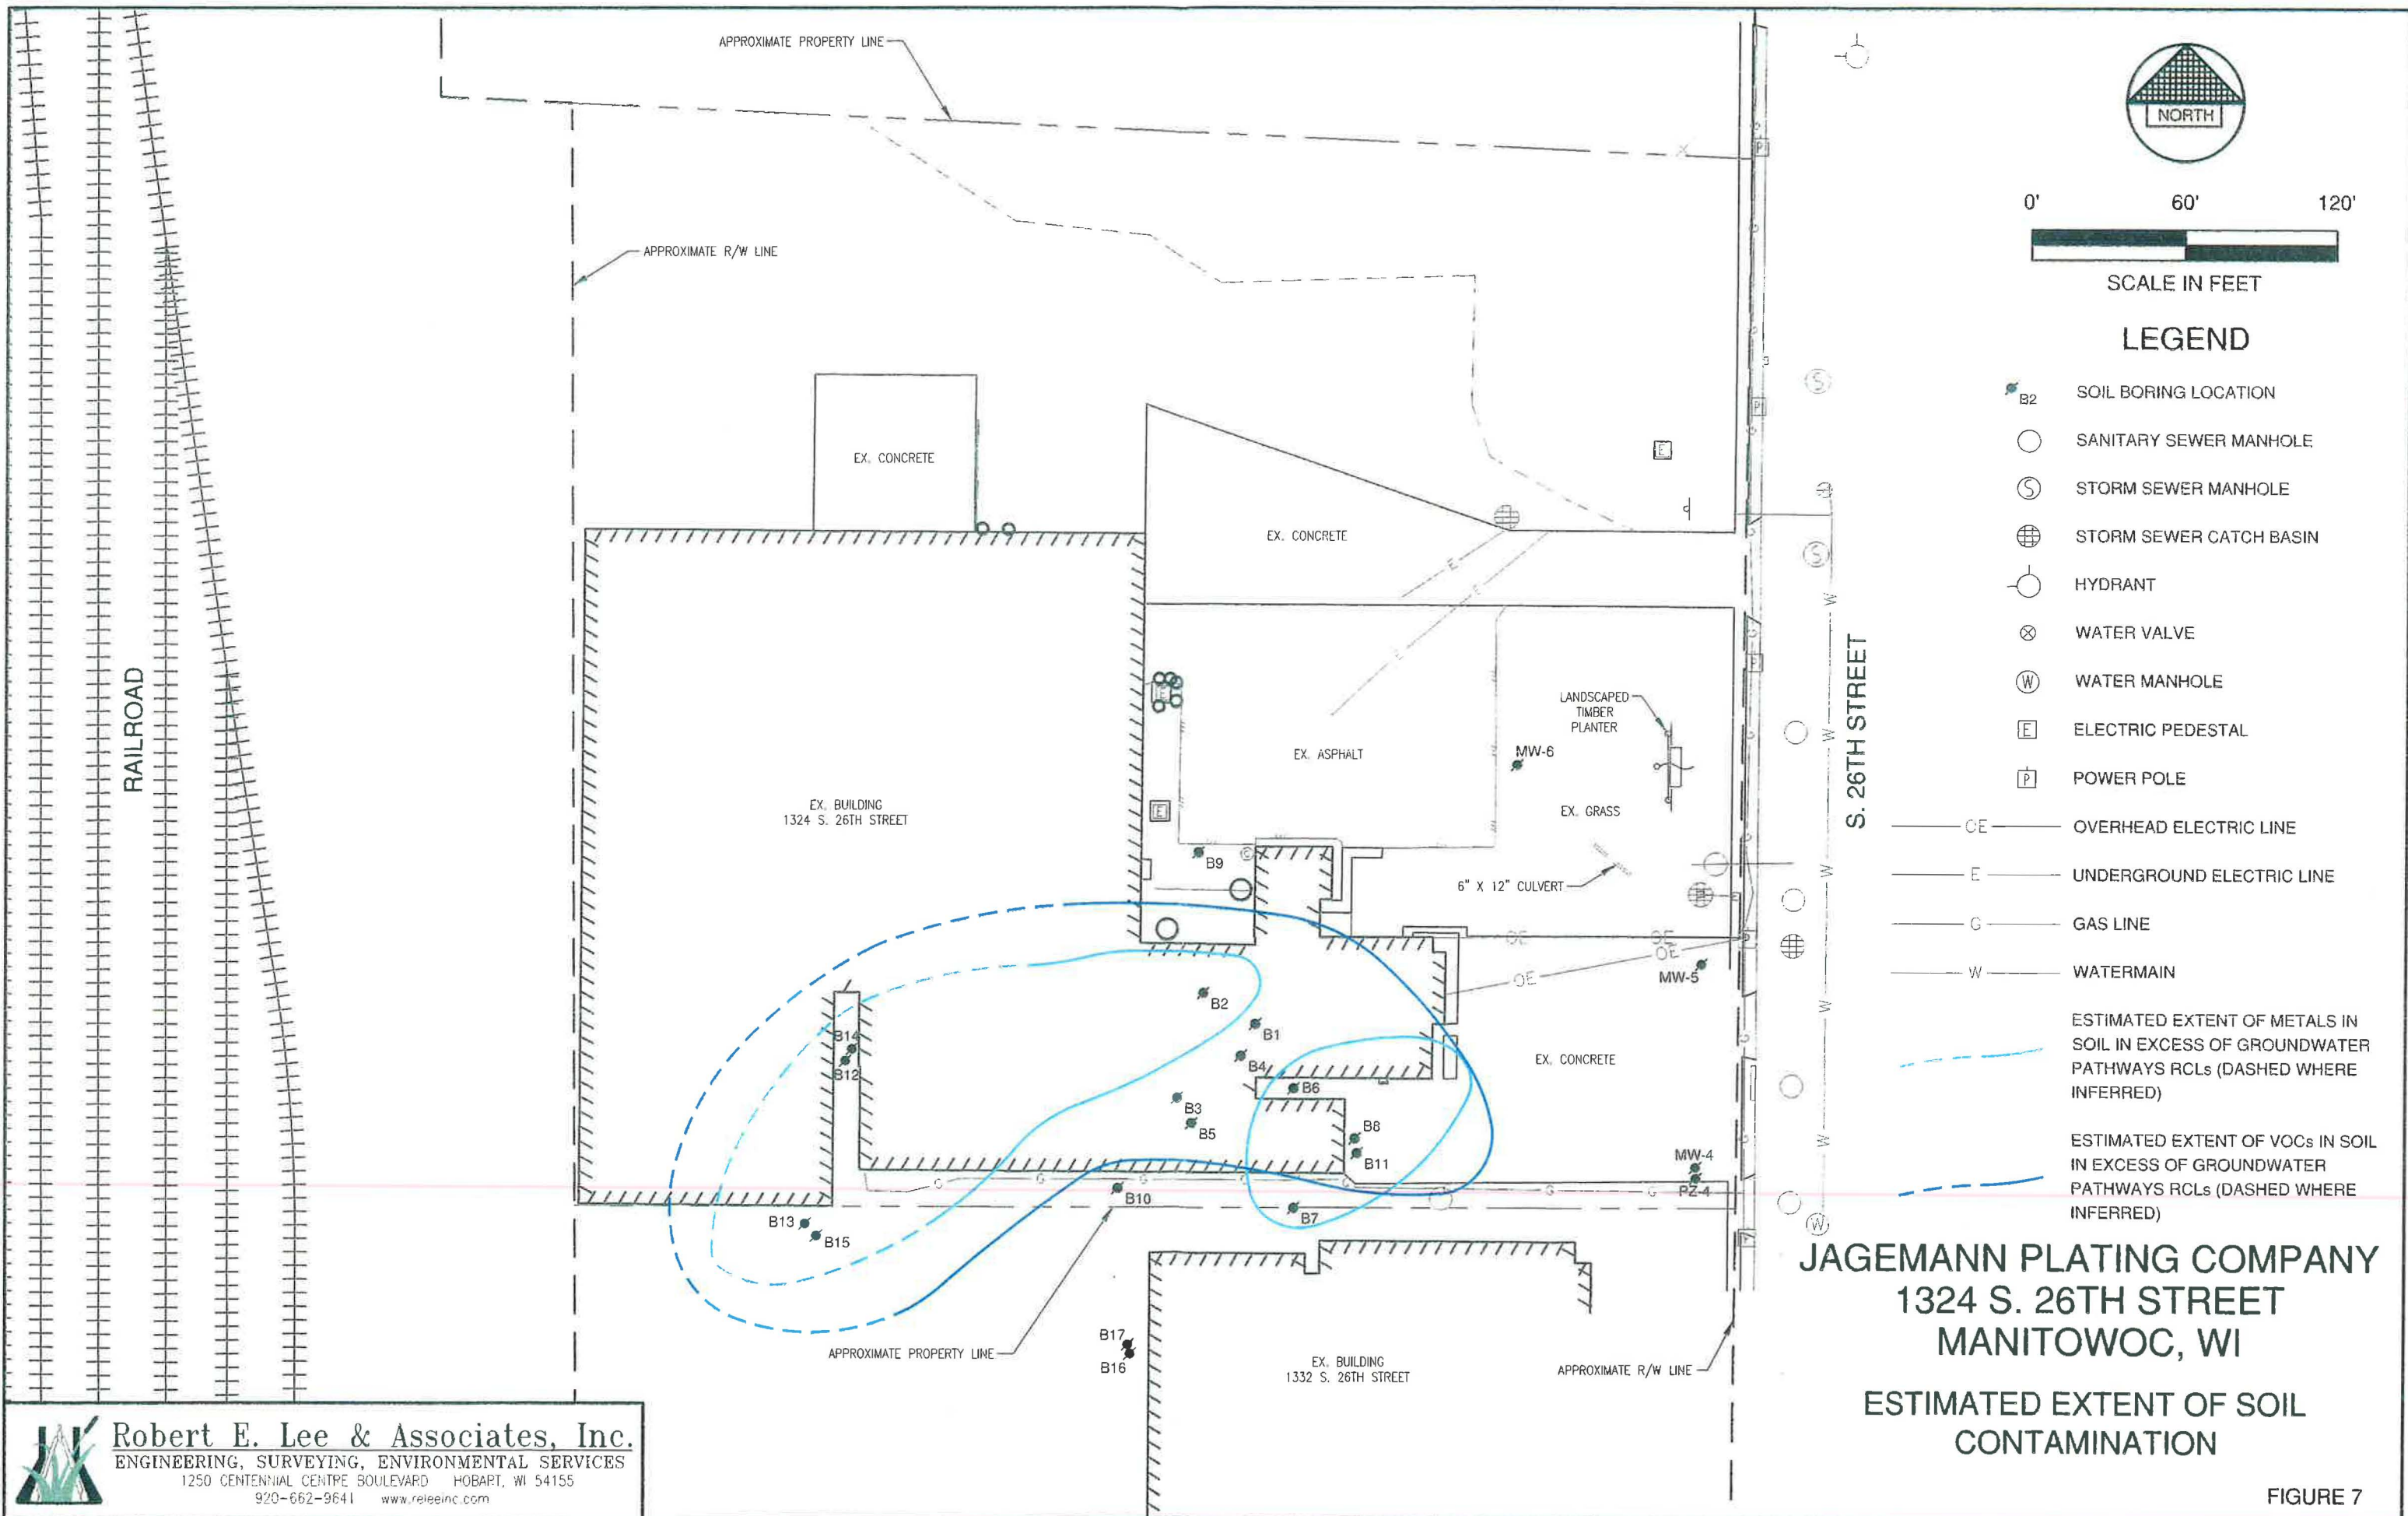 APPROXIMATE PROPERTY LINE
APPROXIMATE R/W LINE
RAILROAD
EX. CONCRETE
EX. CONCRETE
EX. BUILDING
1324 S. 26TH STREET
EX. ASPHALT
LANDSCAPED
TIMBER
PLANTER
MW-6
EX. GRASS
6" X 12" CULVERT
B9
S. 26TH STREET
B2
B1
B4
B14
B12
B6
B3
B5
B8
B11
EX. CONCRETE
MW-5
MW-4
PZ-4
B10
B7
B13
B15
B17
B16
APPROXIMATE PROPERTY LINE
EX. BUILDING
1332 S. 26TH STREET
APPROXIMATE R/W LINE
E
E
E
E
E
E
OE
OE
OE
OE
G
G
G
G
G
G
G
W
W
W
W
W
W
S
S
W
P
P
P
NORTH
0' 60' 120'
SCALE IN FEET
LEGEND
B2 SOIL BORING LOCATION
SANITARY SEWER MANHOLE
S STORM SEWER MANHOLE
STORM SEWER CATCH BASIN
HYDRANT
WATER VALVE
W WATER MANHOLE
E ELECTRIC PEDESTAL
P POWER POLE
OE OVERHEAD ELECTRIC LINE
E UNDERGROUND ELECTRIC LINE
G GAS LINE
W WATERMAIN
ESTIMATED EXTENT OF METALS IN
SOIL IN EXCESS OF GROUNDWATER
PATHWAYS RCLs (DASHED WHERE
INFERRED)
ESTIMATED EXTENT OF VOCs IN SOIL
IN EXCESS OF GROUNDWATER
PATHWAYS RCLs (DASHED WHERE
INFERRED)
JAGEMANN PLATING COMPANY
1324 S. 26TH STREET
MANITOWOC, WI
ESTIMATED EXTENT OF SOIL
CONTAMINATION
FIGURE 7
Robert E. Lee & Associates, Inc.
ENGINEERING, SURVEYING, ENVIRONMENTAL SERVICES
1250 CENTENNIAL CENTRE BOULEVARD HOBART, WI 54155
920-662-9641 www.releeinc.com